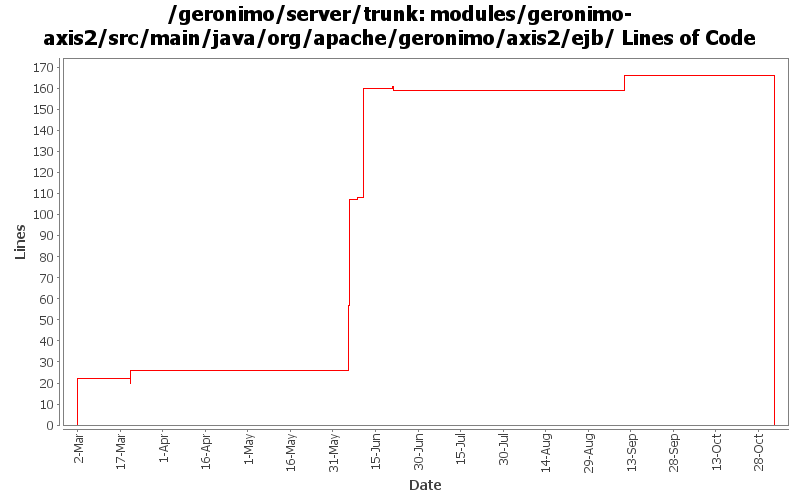 /geronimo/server/trunk: modules/geronimo-
axis2/src/main/java/org/apache/geronimo/axis2/ejb/ Lines of Code
170
160
150
140
130
120
110
100
90
80
70
60
50
40
30
20
10
0
Lines
2-Mar
17-Mar
1-Apr
16-Apr
1-May
16-May
31-May
15-Jun
30-Jun
15-Jul
30-Jul
14-Aug
29-Aug
13-Sep
28-Sep
13-Oct
28-Oct
Date